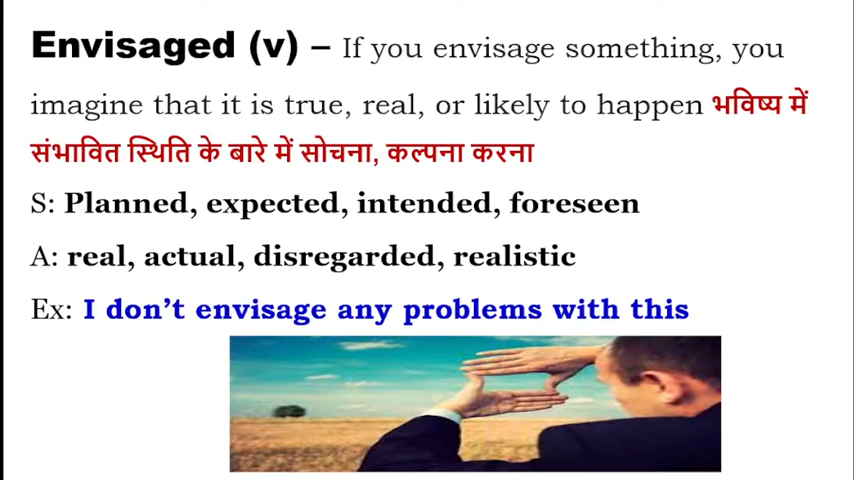 Envisaged (v) – If you envisage something, you
imagine that it is true, real, or likely to happen भविष्य में
संभावित स्थिति के बारे में सोचना, कल्पना करना
S: Planned, expected, intended, foreseen
A: real, actual, disregarded, realistic
Ex: I don’t envisage any problems with this